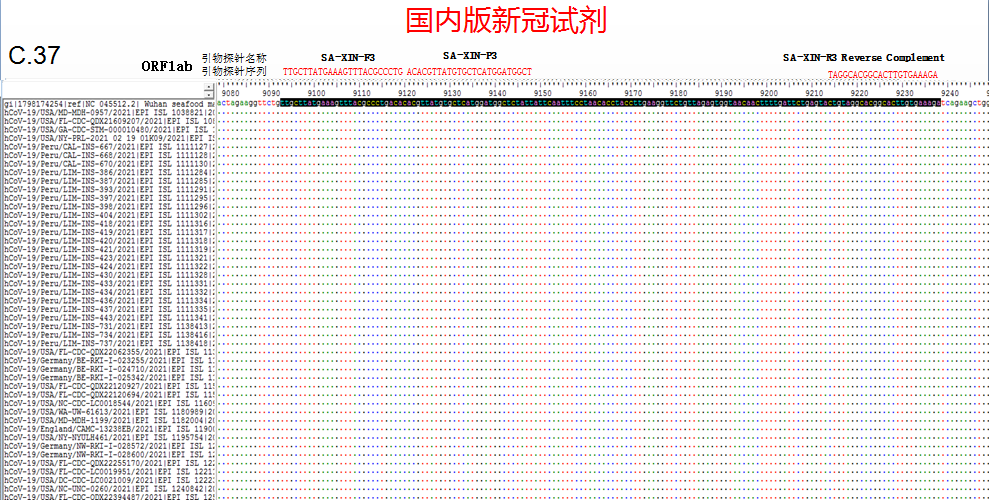 国内版新冠试剂
C.37
ORF1ab
引物探针名称 SA-XIN-F3 SA-XIN-P3 SA-XIN-R3 Reverse Complement
引物探针序列 TTGCTTATGAAAGTTTACGCCCTG ACACGTTATGTGCTCATGGATGGCT TAGGCACGGCACTTGTGAAAGA
9080 9090 9100 9110 9120 9130 9140 9150 9160 9170 9180 9190 9200 9210 9220 9230 9240
gi|1798174254|ref|NC 045512.2| Wuhan seafood ma
hCoV-19/USA/MD-MDH-0957/2021|EPI ISL 1038821|2
hCoV-19/USA/FL-CDC-QDX21609207/2021|EPI ISL 10
hCoV-19/USA/GA-CDC-STM-000010480/2021|EPI ISL
hCoV-19/USA/NY-PRL-2021 02 19 01K09/2021|EPI I
hCoV-19/Peru/CAL-INS-667/2021|EPI ISL 1111127|
hCoV-19/Peru/CAL-INS-668/2021|EPI ISL 1111128|
hCoV-19/Peru/CAL-INS-670/2021|EPI ISL 1111130|
hCoV-19/Peru/LIM-INS-386/2021|EPI ISL 1111284|
hCoV-19/Peru/LIM-INS-387/2021|EPI ISL 1111285|
hCoV-19/Peru/LIM-INS-393/2021|EPI ISL 1111291|
hCoV-19/Peru/LIM-INS-397/2021|EPI ISL 1111295|
hCoV-19/Peru/LIM-INS-398/2021|EPI ISL 1111296|
hCoV-19/Peru/LIM-INS-404/2021|EPI ISL 1111302|
hCoV-19/Peru/LIM-INS-418/2021|EPI ISL 1111316|
hCoV-19/Peru/LIM-INS-419/2021|EPI ISL 1111317|
hCoV-19/Peru/LIM-INS-420/2021|EPI ISL 1111318|
hCoV-19/Peru/LIM-INS-421/2021|EPI ISL 1111319|
hCoV-19/Peru/LIM-INS-423/2021|EPI ISL 1111321|
hCoV-19/Peru/LIM-INS-424/2021|EPI ISL 1111322|
hCoV-19/Peru/LIM-INS-430/2021|EPI ISL 1111328|
hCoV-19/Peru/LIM-INS-433/2021|EPI ISL 1111331|
hCoV-19/Peru/LIM-INS-434/2021|EPI ISL 1111332|
hCoV-19/Peru/LIM-INS-436/2021|EPI ISL 1111334|
hCoV-19/Peru/LIM-INS-437/2021|EPI ISL 1111335|
hCoV-19/Peru/LIM-INS-443/2021|EPI ISL 1111341|
hCoV-19/Peru/LIM-INS-731/2021|EPI ISL 1138413|
hCoV-19/Peru/LIM-INS-734/2021|EPI ISL 1138416|
hCoV-19/Peru/LIM-INS-737/2021|EPI ISL 1138418|
hCoV-19/USA/FL-CDC-QDX22062355/2021|EPI ISL 11
hCoV-19/Germany/BE-RKI-I-023255/2021|EPI ISL 1
hCoV-19/Germany/BE-RKI-I-024710/2021|EPI ISL 1
hCoV-19/Germany/BE-RKI-I-025342/2021|EPI ISL 1
hCoV-19/USA/FL-CDC-QDX22120927/2021|EPI ISL 11
hCoV-19/USA/FL-CDC-QDX22120694/2021|EPI ISL 11
hCoV-19/USA/NC-CDC-LC0018544/2021|EPI ISL 1160
hCoV-19/USA/WA-UW-61613/2021|EPI ISL 1180989|2
hCoV-19/USA/MD-MDH-1199/2021|EPI ISL 1182004|2
hCoV-19/England/CAMC-13238EB/2021|EPI ISL 1190
hCoV-19/USA/NY-NYULH461/2021|EPI ISL 1195754|2
hCoV-19/Germany/NW-RKI-I-028572/2021|EPI ISL 1
hCoV-19/Germany/NW-RKI-I-028600/2021|EPI ISL 1
hCoV-19/USA/FL-CDC-QDX22255170/2021|EPI ISL 12
hCoV-19/USA/FL-CDC-LC0019951/2021|EPI ISL 1221
hCoV-19/USA/DC-CDC-LC0021009/2021|EPI ISL 1222
hCoV-19/USA/NC-UNC-0260/2021|EPI ISL 1240842|2
hCoV-19/USA/FL-CDC-QDX22394487/2021|EPI ISL 12